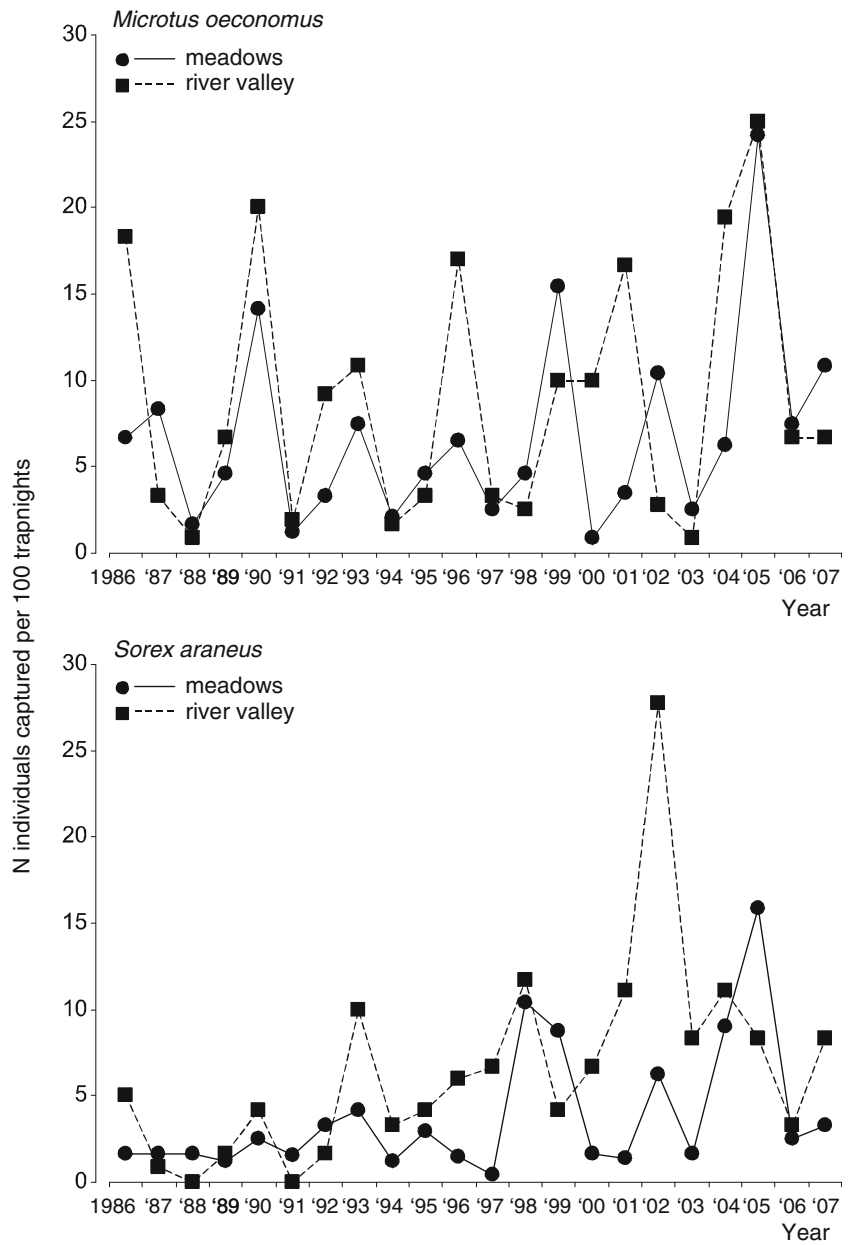 Microtus oeconomus
30
meadows
river valley
25
20
15
10
5
0
1986 '87 '88 '89 '90 '91 '92 '93 '94 '95 '96 '97 '98 '99 '00 '01 '02 '03 '04 '05 '06 '07
Year
N individuals captured per 100 trapnights
Sorex araneus
30
meadows
river valley
25
20
15
10
5
0
1986 '87 '88 '89 '90 '91 '92 '93 '94 '95 '96 '97 '98 '99 '00 '01 '02 '03 '04 '05 '06 '07
Year